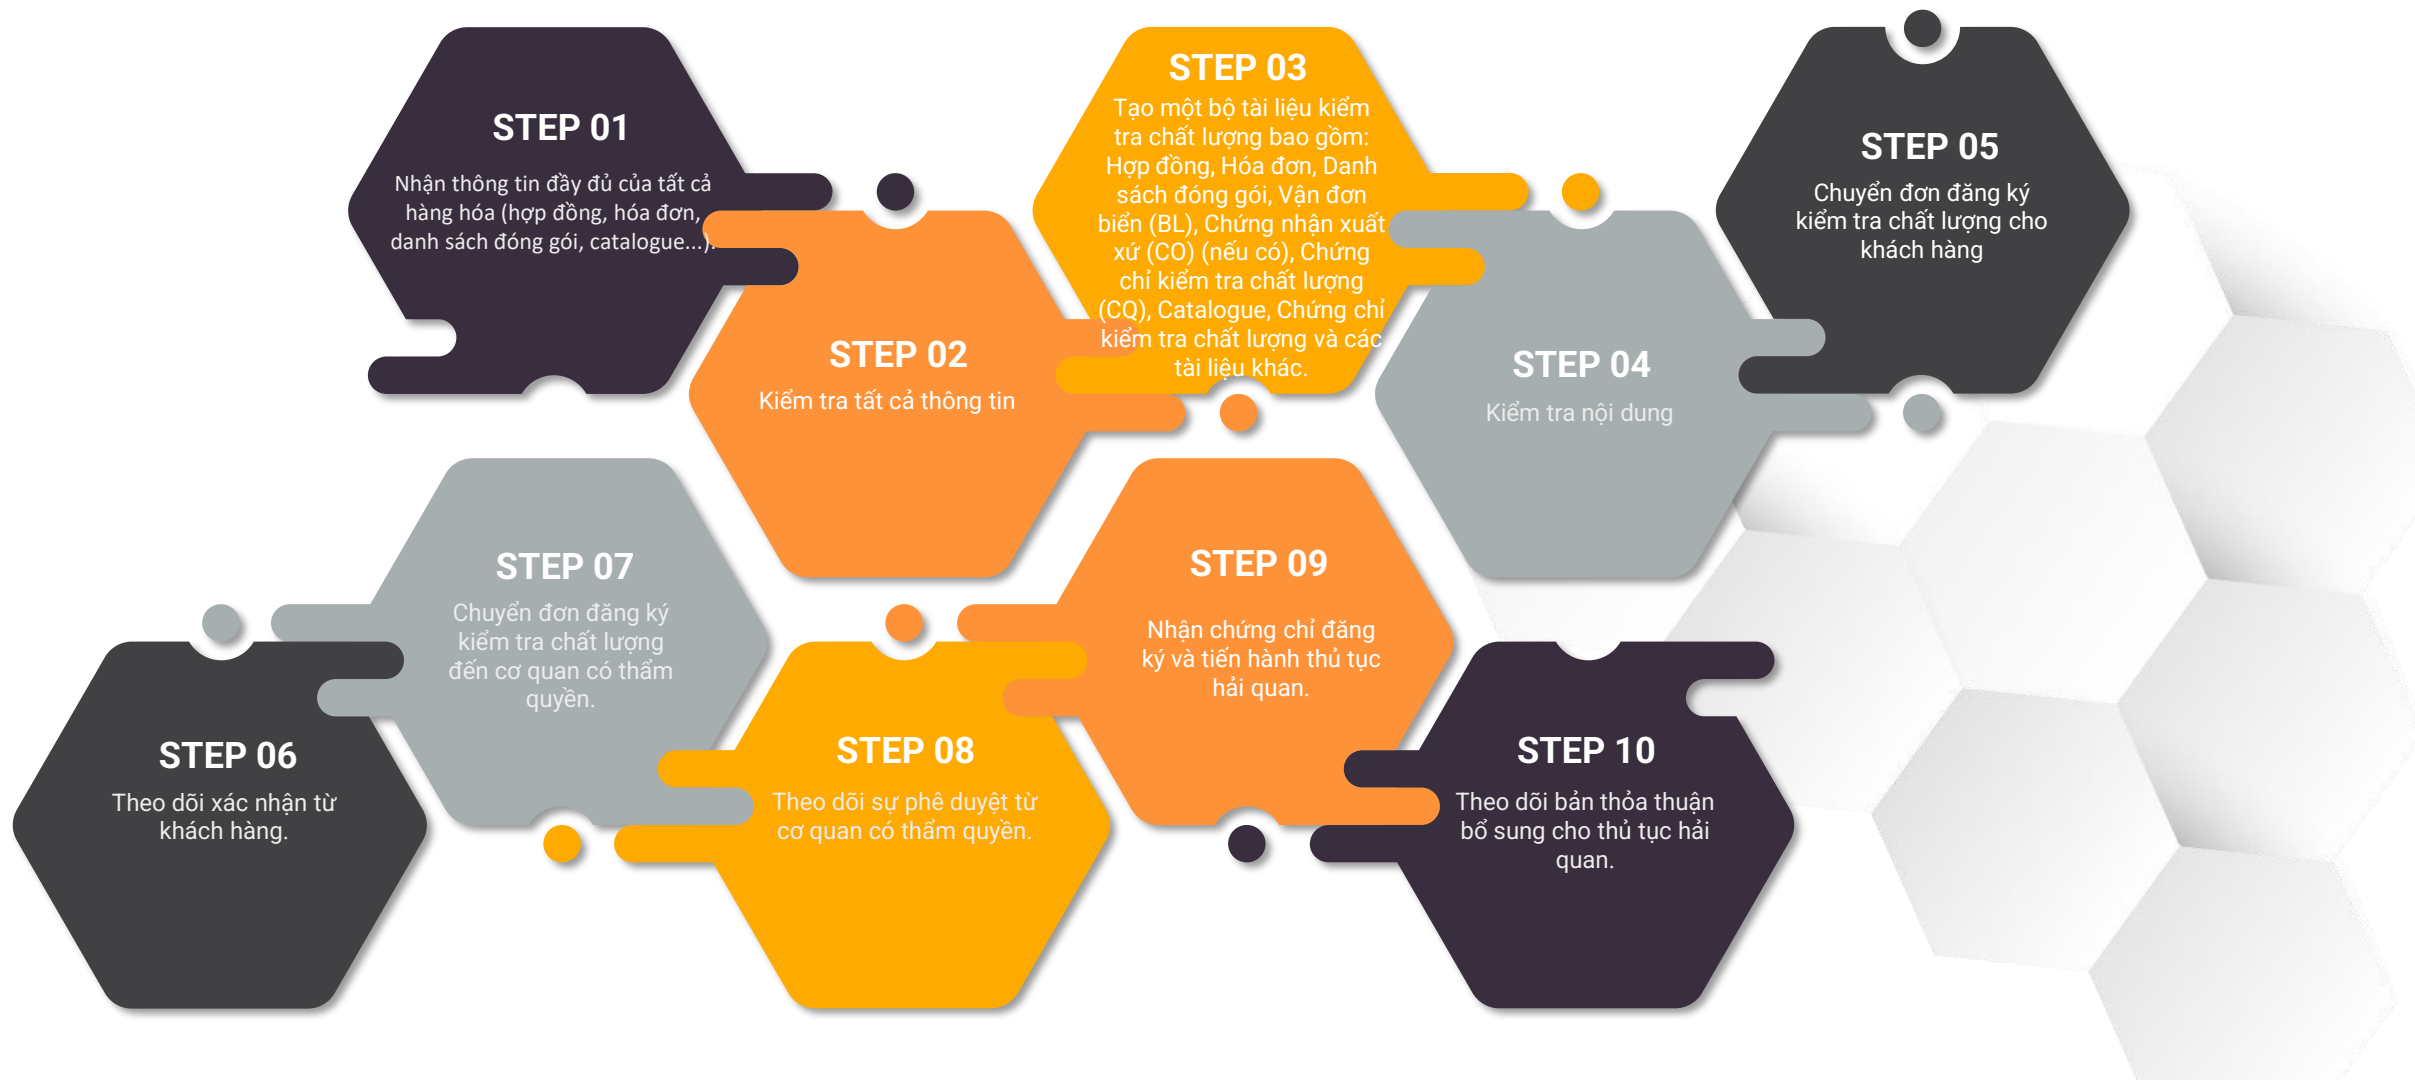 STEP 01
Nhận thông tin đầy đủ của tất cả
hàng hóa (hợp đồng, hóa đơn,
danh sách đóng gói, catalogue...).
STEP 02
Kiểm tra tất cả thông tin
STEP 03
Tạo một bộ tài liệu kiểm
tra chất lượng bao gồm:
Hợp đồng, Hóa đơn, Danh
sách đóng gói, Vận đơn
biển (BL), Chứng nhận xuất
xứ (CO) (nếu có), Chứng
chỉ kiểm tra chất lượng
(CQ), Catalogue, Chứng chỉ
kiểm tra chất lượng và các
tài liệu khác.
STEP 04
Kiểm tra nội dung
STEP 05
Chuyển đơn đăng ký
kiểm tra chất lượng cho
khách hàng
STEP 06
Theo dõi xác nhận từ
khách hàng.
STEP 07
Chuyển đơn đăng ký
kiểm tra chất lượng
đến cơ quan có thẩm
quyền.
STEP 08
Theo dõi sự phê duyệt từ
cơ quan có thẩm quyền.
STEP 09
Nhận chứng chỉ đăng
ký và tiến hành thủ tục
hải quan.
STEP 10
Theo dõi bản thỏa thuận
bổ sung cho thủ tục hải
quan.